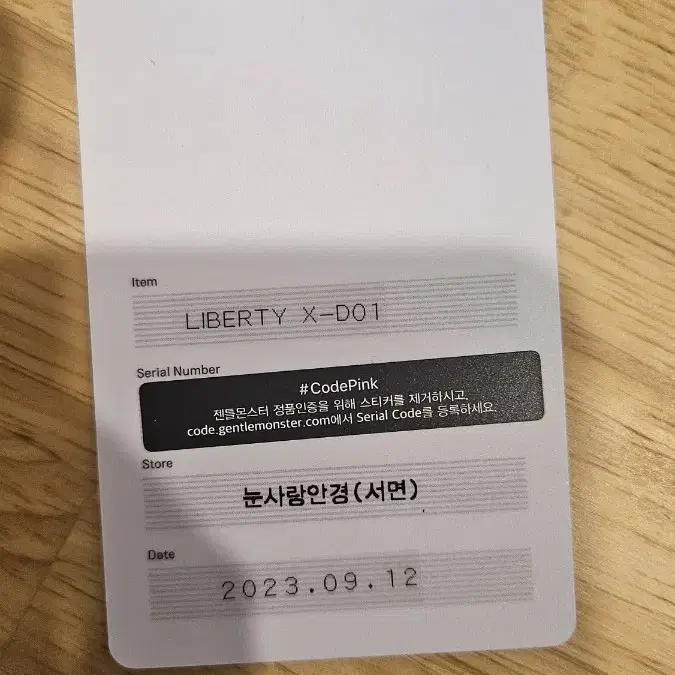 Item
LIBERTY X-D01
Serial Number
#CodePink
젠틀몬스터 정품인증을 위해 스티커를 제거하시고,
code.gentlemonster.com에서 Serial Code를 등록하세요.
Store
눈사랑안경(서면)
Date
2023.09.12